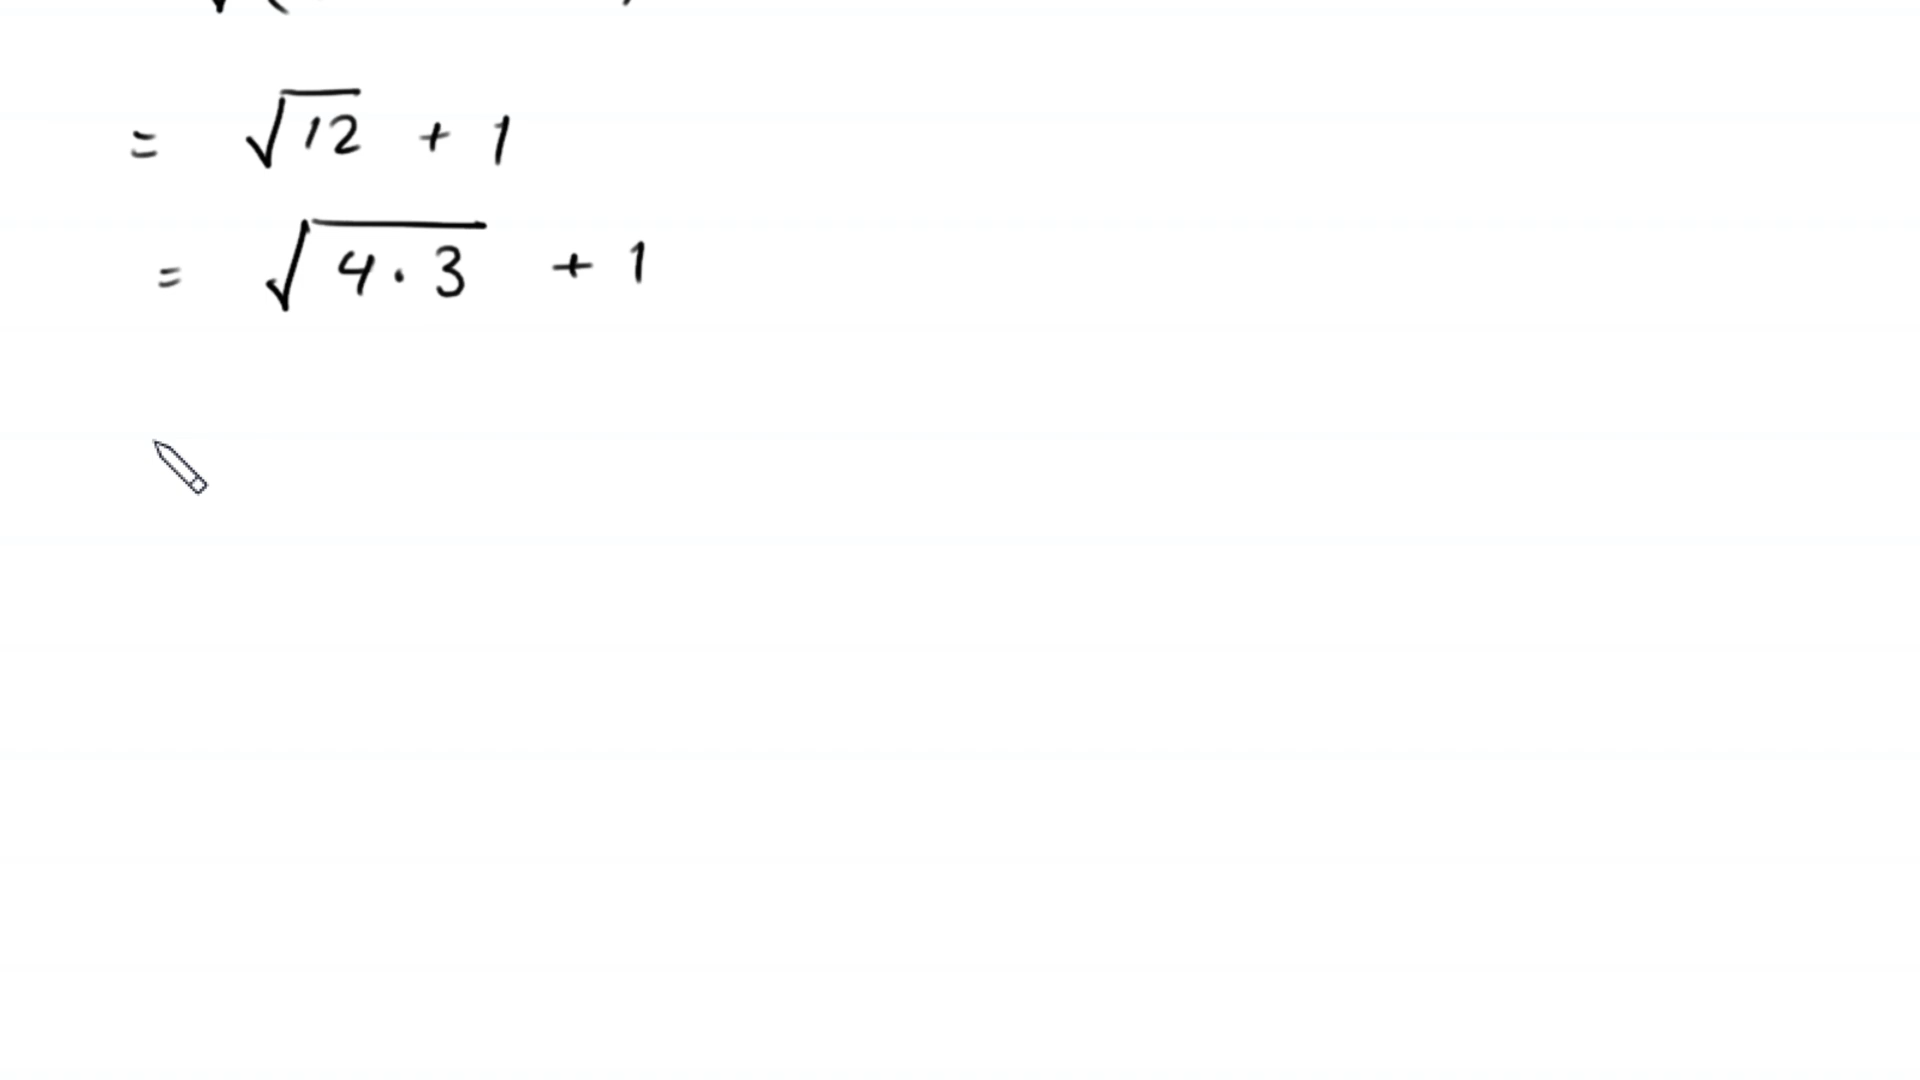 = √12 + 1
= √4·3 + 1